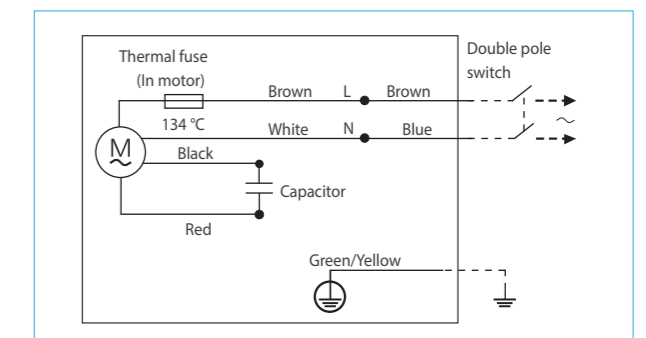 Thermal fuse
(In motor)
134 °C
Double pole
switch
Brown L Brown
White N Blue
M
Black
Capacitor
Red
Green/Yellow